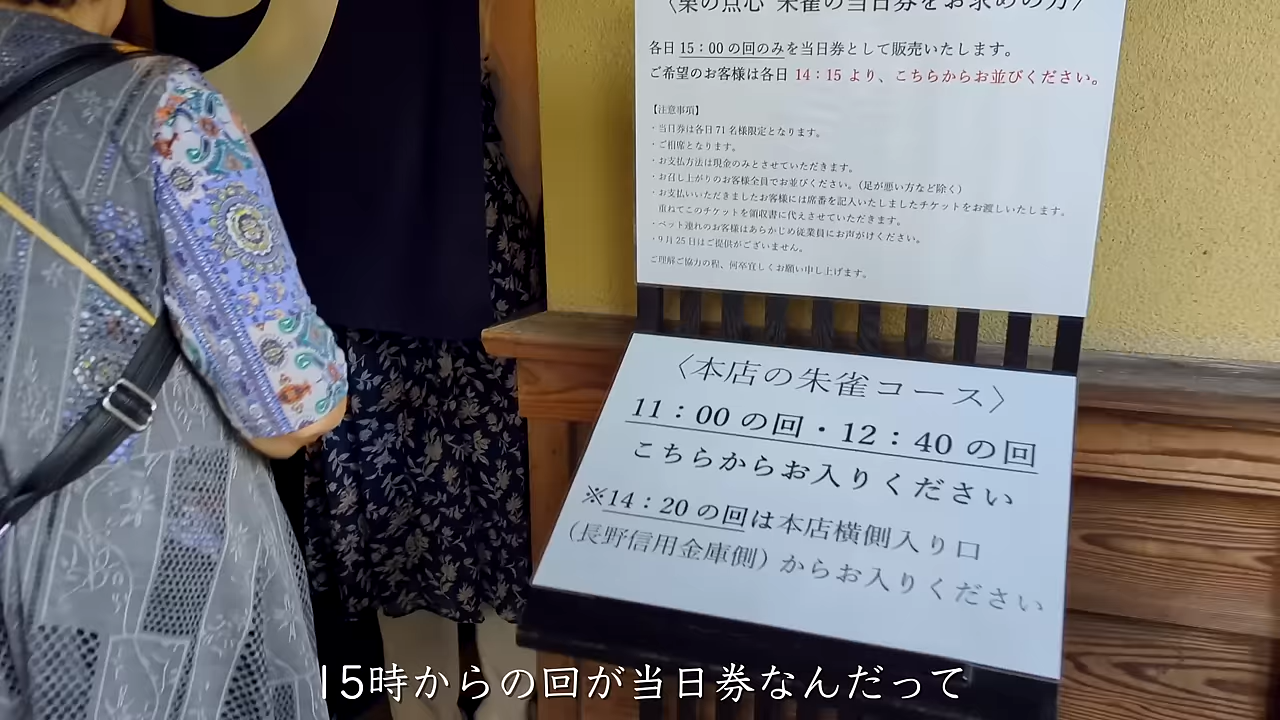 〈栗の点心 朱雀の当日券をお求めの方〉
各日 15：00 の回のみを当日券として販売いたします。
ご希望のお客様は各日 14：15 より、こちらからお並びください。
【注意事項】
・当日券は各日71名様限定となります。
・ご相席となります。
・お支払方法は現金のみとさせていただきます。
・お召し上がりのお客様全員でお並びください。（足が悪い方など除く）
・お支払いいただきましたお客様には席番を記入いたしましたチケットをお渡しいたします。
重ねてこのチケットを領収書に代えさせていただきます。
・ペット連れのお客様はあらかじめ従業員にお声がけください。
・9月25日はご提供がございません。
ご理解ご協力の程、何卒宜しくお願い申し上げます。
〈本店の朱雀コース〉
11：00 の回・12：40 の回
こちらからお入りください
※14：20 の回は本店横側入り口
（長野信用金庫側）からお入りください
15時からの回が当日券なんだって